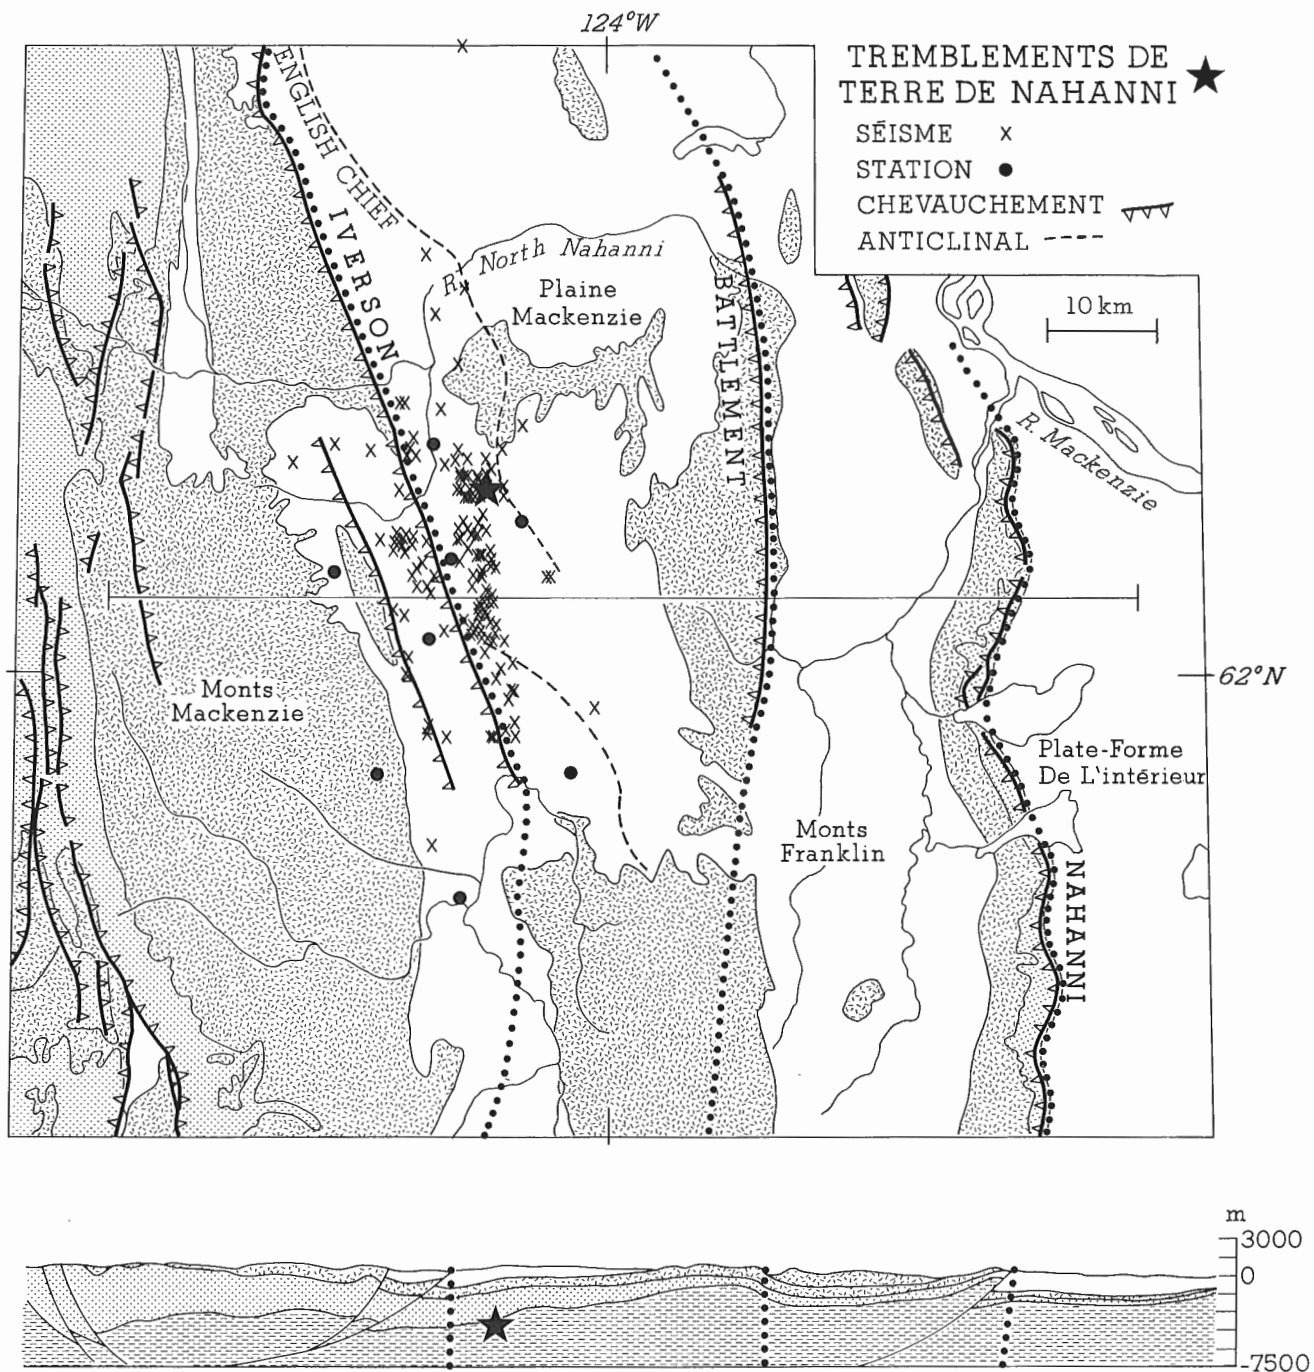 124°W
TREMBLEMENTS DE
TERRE DE NAHANNI
SÉISME x
STATION
CHEVAUCHEMENT
ANTICLINAL
ENGLISH CHIEF
IVERSON
R. North Nahanni
Plaine
Mackenzie
BATTLEMENT
10 km
R. Mackenzie
62°N
Monts
Mackenzie
Plate-Forme
De L'intérieur
Monts
Franklin
NAHANNI
m
3000
0
-7500